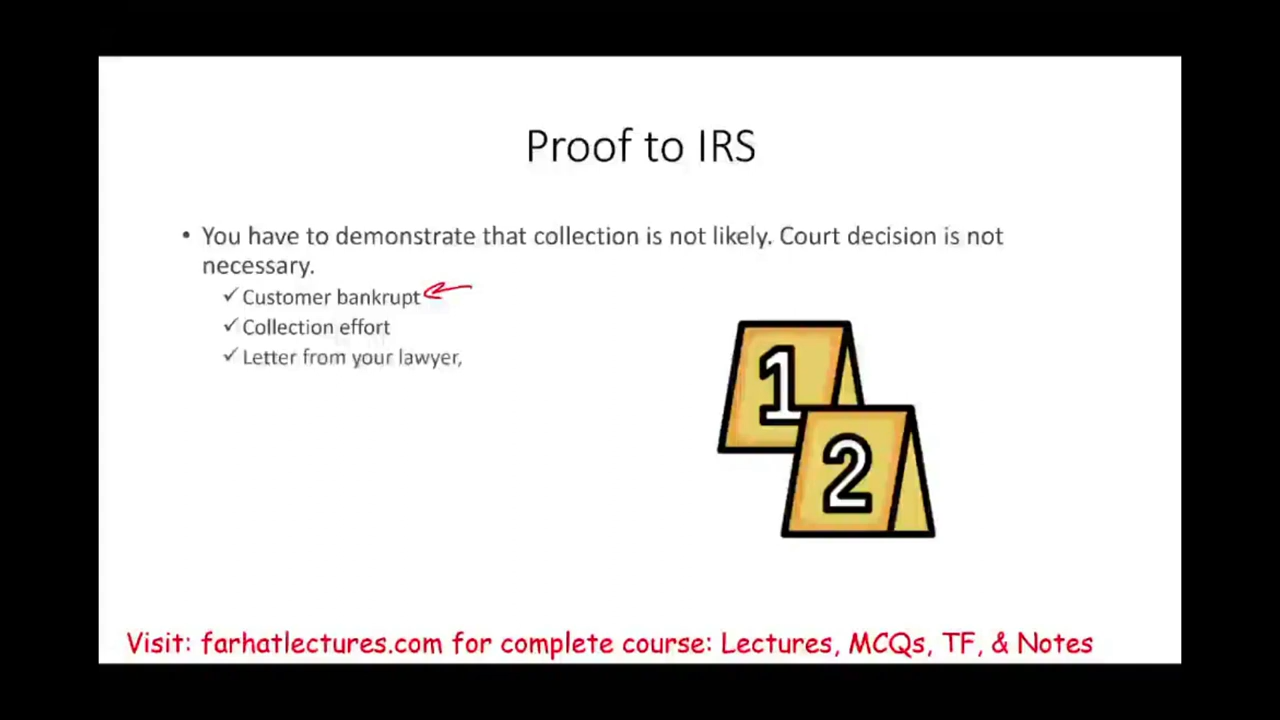 Proof to IRS
• You have to demonstrate that collection is not likely. Court decision is not
necessary.
✓ Customer bankrupt
✓ Collection effort
✓ Letter from your lawyer,
1
2
Visit: farhatlectures.com for complete course: Lectures, MCQs, TF, & Notes